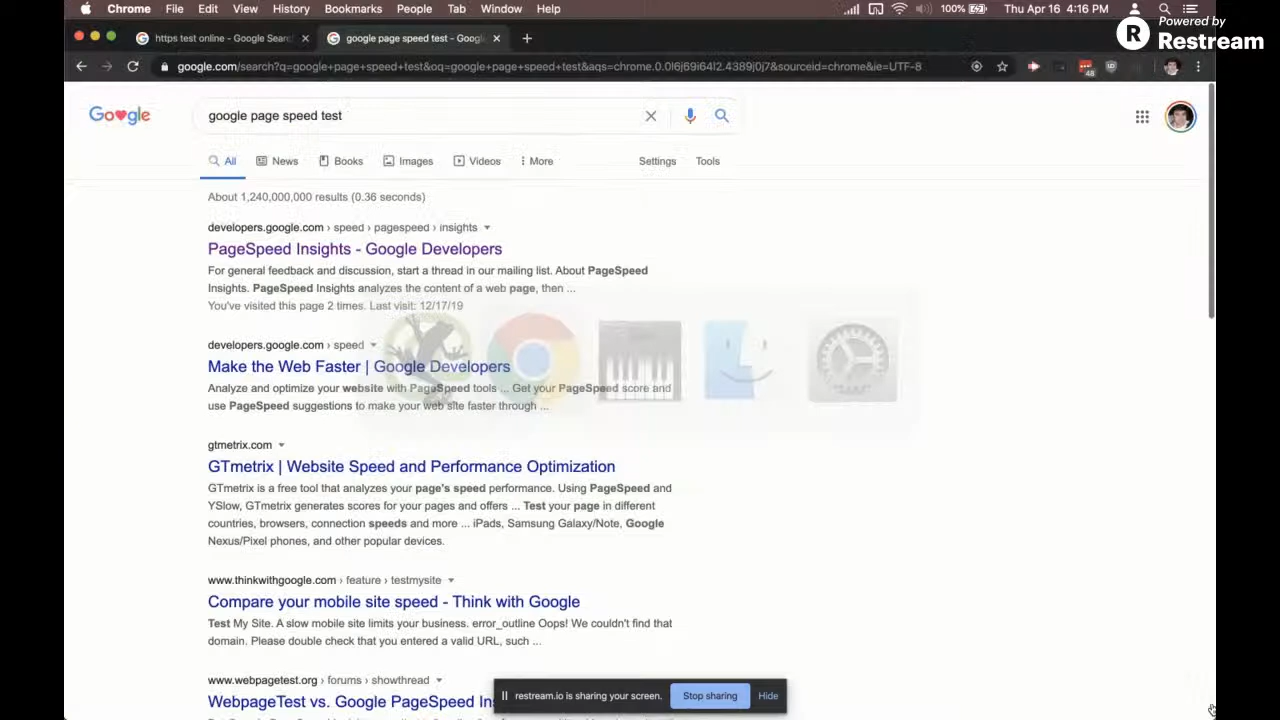 Chrome File Edit View History Bookmarks People Tab Window Help 100% Thu Apr 16 4:16 PM
Powered by
Restream
https test online - Google Searc
google page speed test - Googl
google.com/search?q=google+page+speed+test&oq=google+page+speed+test&aqs=chrome.0.0l6j69i64l2.4389j0j7&sourceid=chrome&ie=UTF-8
48
Google
google page speed test
All News Books Images Videos More Settings Tools
About 1,240,000,000 results (0.36 seconds)
developers.google.com › speed › pagespeed › insights
PageSpeed Insights - Google Developers
For general feedback and discussion, start a thread in our mailing list. About PageSpeed
Insights. PageSpeed Insights analyzes the content of a web page, then ...
You've visited this page 2 times. Last visit: 12/17/19
developers.google.com › speed
Make the Web Faster | Google Developers
Analyze and optimize your website with PageSpeed tools ... Get your PageSpeed score and
use PageSpeed suggestions to make your web site faster through ...
gtmetrix.com
GTmetrix | Website Speed and Performance Optimization
GTmetrix is a free tool that analyzes your page's speed performance. Using PageSpeed and
YSlow, GTmetrix generates scores for your pages and offers ... Test your page in different
countries, browsers, connection speeds and more ... iPads, Samsung Galaxy/Note, Google
Nexus/Pixel phones, and other popular devices.
www.thinkwithgoogle.com › feature › testmysite
Compare your mobile site speed - Think with Google
Test My Site. A slow mobile site limits your business. error_outline Oops! We couldn't find that
domain. Please double check that you entered a valid URL, such ...
www.webpagetest.org › forums › showthread
WebpageTest vs. Google PageSpeed In
restream.io is sharing your screen. Stop sharing Hide